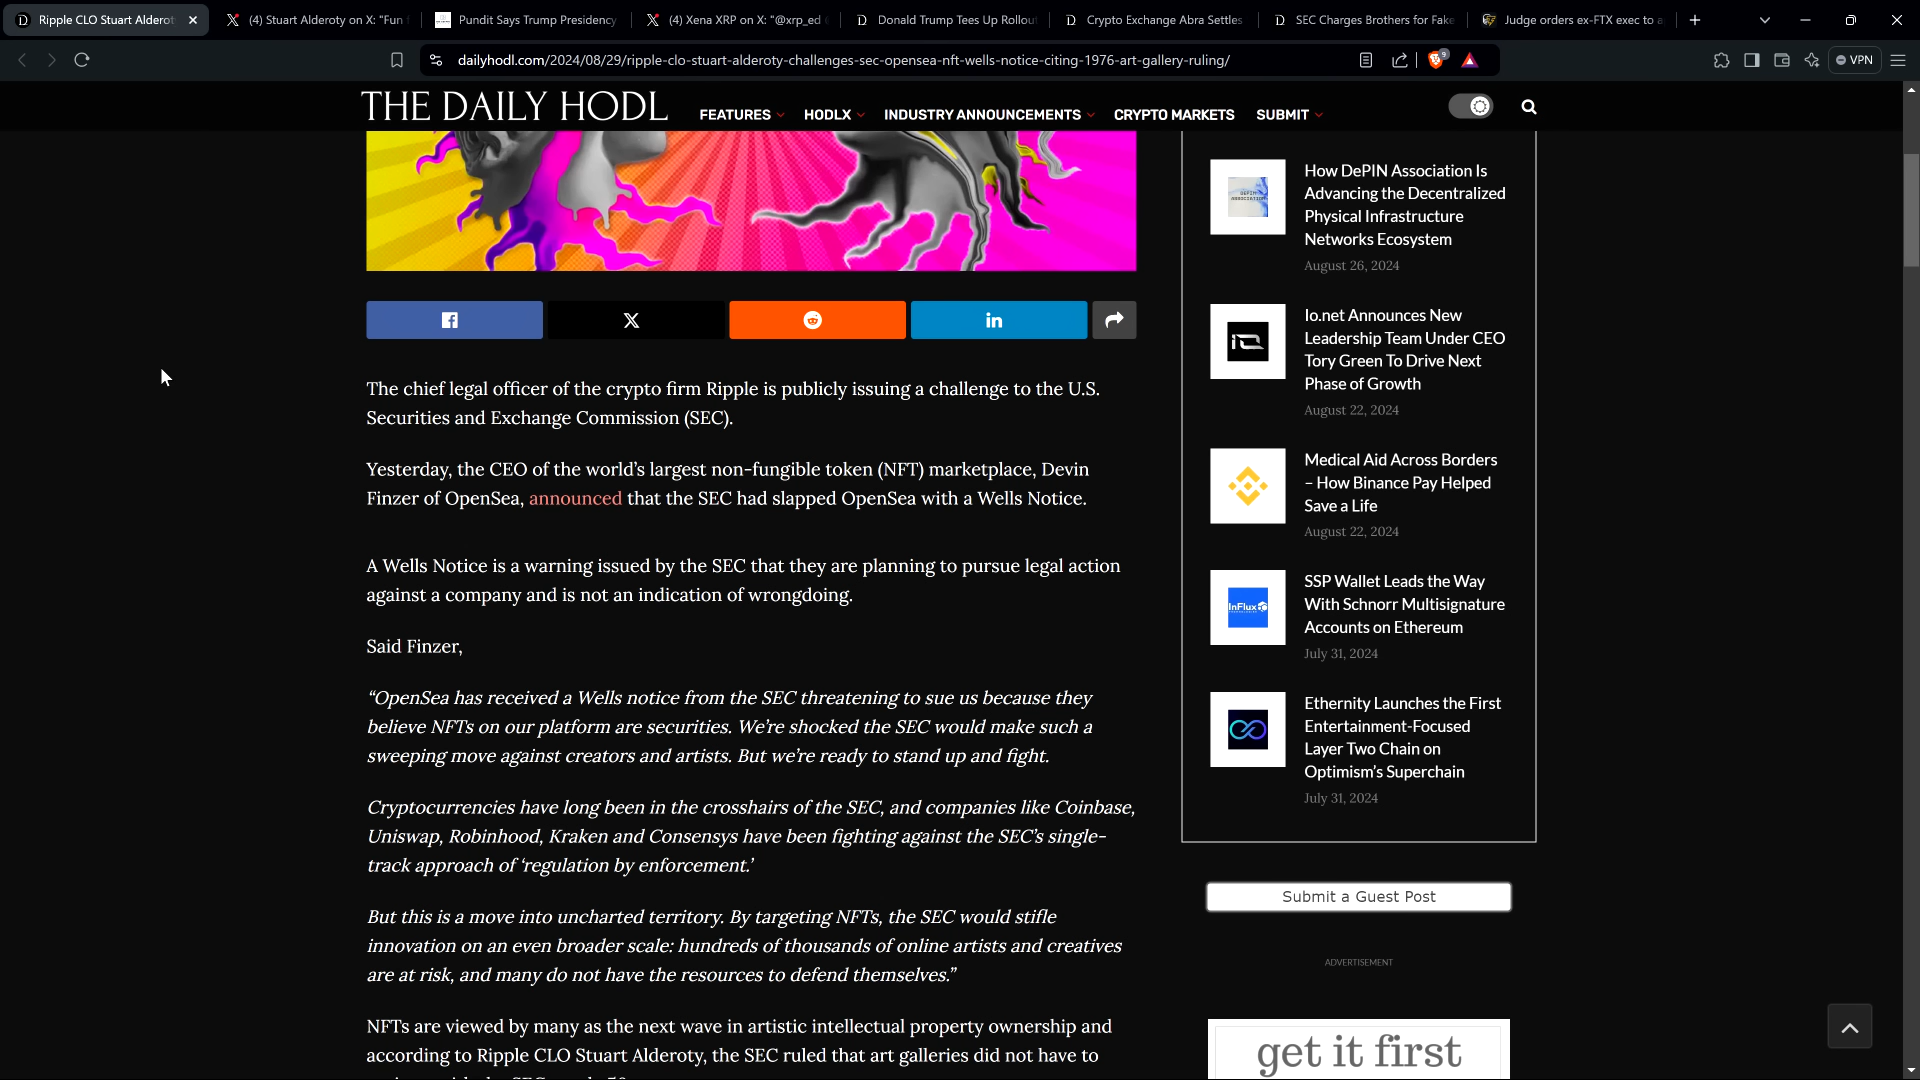 Ripple CLO Stuart Alderot
(4) Stuart Alderoty on X: "Fun f
Pundit Says Trump Presidency
(4) Xena XRP on X: "@xrp_ed
Donald Trump Tees Up Rollou
Crypto Exchange Abra Settles
SEC Charges Brothers for Fake
Judge orders ex-FTX exec to a
dailyhodl.com/2024/08/29/ripple-clo-stuart-alderoty-challenges-sec-opensea-nft-wells-notice-citing-1976-art-gallery-ruling/
9
VPN
THE DAILY HODL
FEATURES
HODLX
INDUSTRY ANNOUNCEMENTS
CRYPTO MARKETS
SUBMIT
The chief legal officer of the crypto firm Ripple is publicly issuing a challenge to the U.S.
Securities and Exchange Commission (SEC).
Yesterday, the CEO of the world's largest non-fungible token (NFT) marketplace, Devin
Finzer of OpenSea, announced that the SEC had slapped OpenSea with a Wells Notice.
A Wells Notice is a warning issued by the SEC that they are planning to pursue legal action
against a company and is not an indication of wrongdoing.
Said Finzer,
“OpenSea has received a Wells notice from the SEC threatening to sue us because they
believe NFTs on our platform are securities. We're shocked the SEC would make such a
sweeping move against creators and artists. But we're ready to stand up and fight.
Cryptocurrencies have long been in the crosshairs of the SEC, and companies like Coinbase,
Uniswap, Robinhood, Kraken and Consensys have been fighting against the SEC's single-
track approach of ‘regulation by enforcement.’
But this is a move into uncharted territory. By targeting NFTs, the SEC would stifle
innovation on an even broader scale: hundreds of thousands of online artists and creatives
are at risk, and many do not have the resources to defend themselves.”
NFTs are viewed by many as the next wave in artistic intellectual property ownership and
according to Ripple CLO Stuart Alderoty, the SEC ruled that art galleries did not have to
DEPIN
ASSOCIATION
How DePIN Association Is
Advancing the Decentralized
Physical Infrastructure
Networks Ecosystem
August 26, 2024
Io.net Announces New
Leadership Team Under CEO
Tory Green To Drive Next
Phase of Growth
August 22, 2024
Medical Aid Across Borders
– How Binance Pay Helped
Save a Life
August 22, 2024
InFlux
SSP Wallet Leads the Way
With Schnorr Multisignature
Accounts on Ethereum
July 31, 2024
Ethernity Launches the First
Entertainment-Focused
Layer Two Chain on
Optimism's Superchain
July 31, 2024
Submit a Guest Post
ADVERTISEMENT
get it first